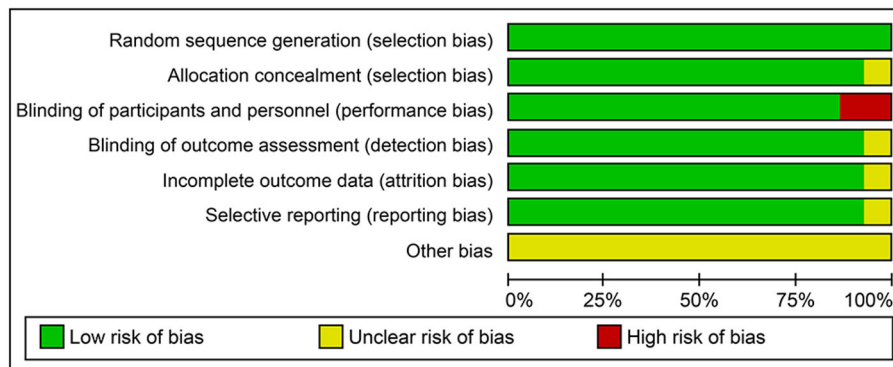 Random sequence generation (selection bias)
Allocation concealment (selection bias)
Blinding of participants and personnel (performance bias)
Blinding of outcome assessment (detection bias)
Incomplete outcome data (attrition bias)
Selective reporting (reporting bias)
Other bias
0% 25% 50% 75% 100%
Low risk of bias Unclear risk of bias High risk of bias